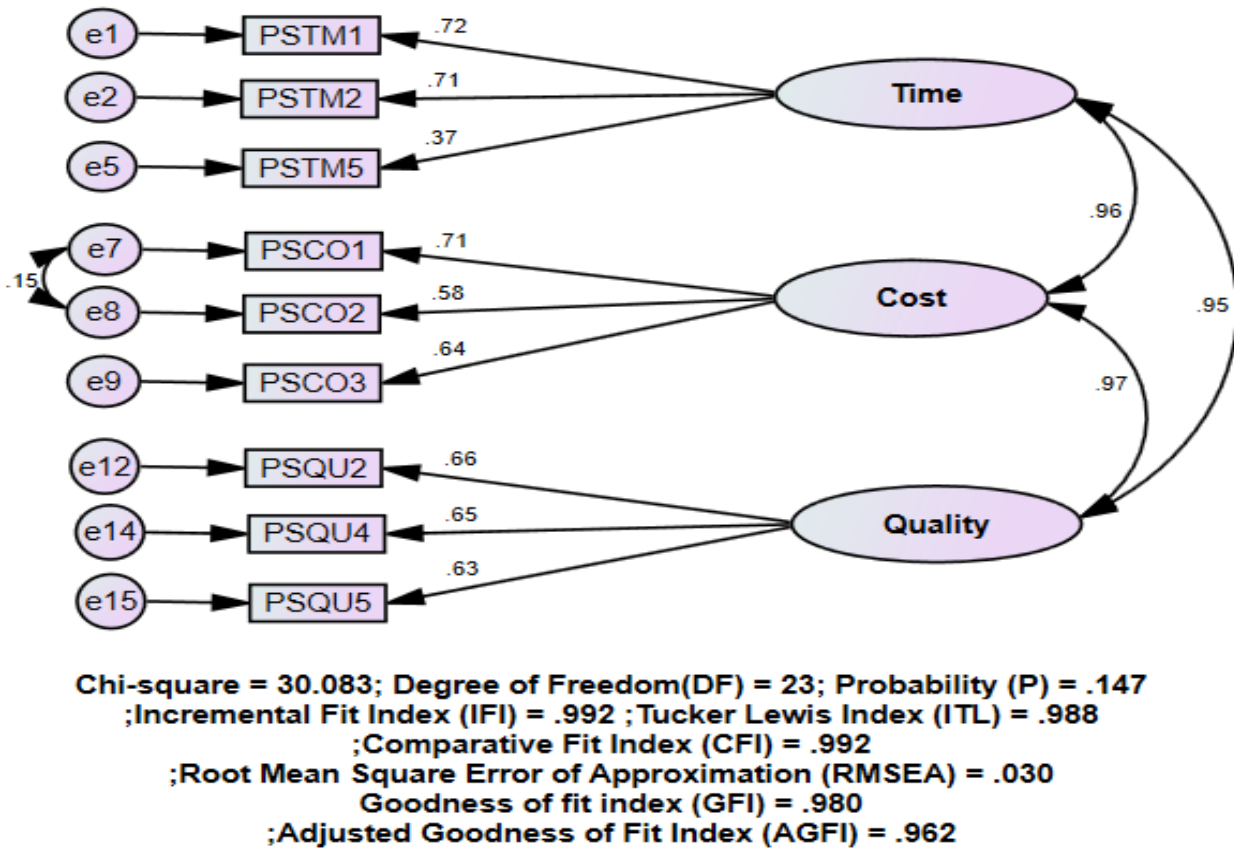 e1 PSTM1 .72
e2 PSTM2 .71 Time
e5 PSTM5 .37
.96
e7 PSCO1 .71
.15 e8 PSCO2 .58 Cost .95
e9 PSCO3 .64
.97
e12 PSQU2 .66
e14 PSQU4 .65 Quality
e15 PSQU5 .63
Chi-square = 30.083; Degree of Freedom(DF) = 23; Probability (P) = .147
;Incremental Fit Index (IFI) = .992 ;Tucker Lewis Index (ITL) = .988
;Comparative Fit Index (CFI) = .992
;Root Mean Square Error of Approximation (RMSEA) = .030
Goodness of fit index (GFI) = .980
;Adjusted Goodness of Fit Index (AGFI) = .962